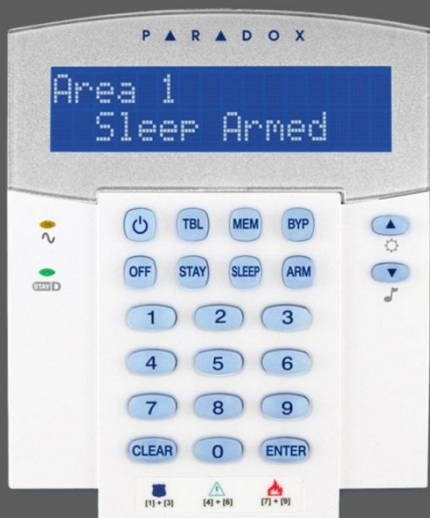 PARADOX
Area 1
Sleep Armed
TBL MEM BYP
OFF STAY SLEEP ARM
1 2 3
4 5 6
7 8 9
CLEAR 0 ENTER
STAY D
[1] + [3] [4] + [6] [7] + [9]